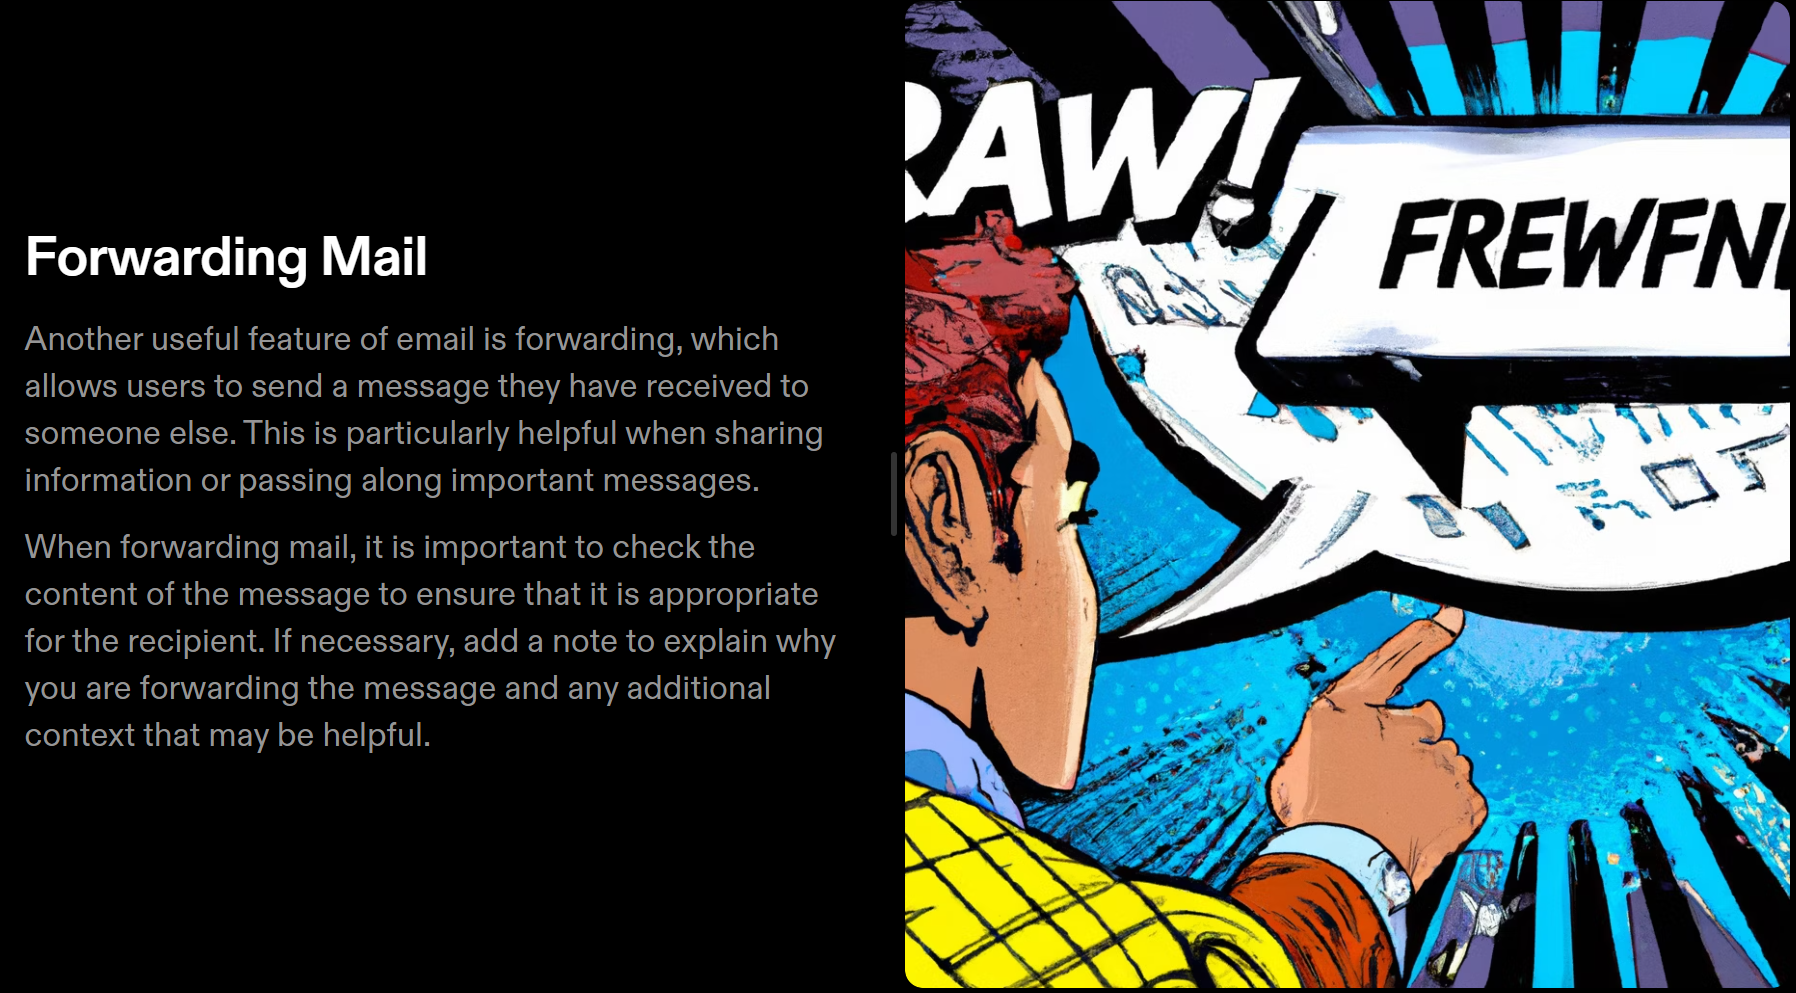 Forwarding Mail
Another useful feature of email is forwarding, which
allows users to send a message they have received to
someone else. This is particularly helpful when sharing
information or passing along important messages.
When forwarding mail, it is important to check the
content of the message to ensure that it is appropriate
for the recipient. If necessary, add a note to explain why
you are forwarding the message and any additional
context that may be helpful.
RAW!
FREWFN